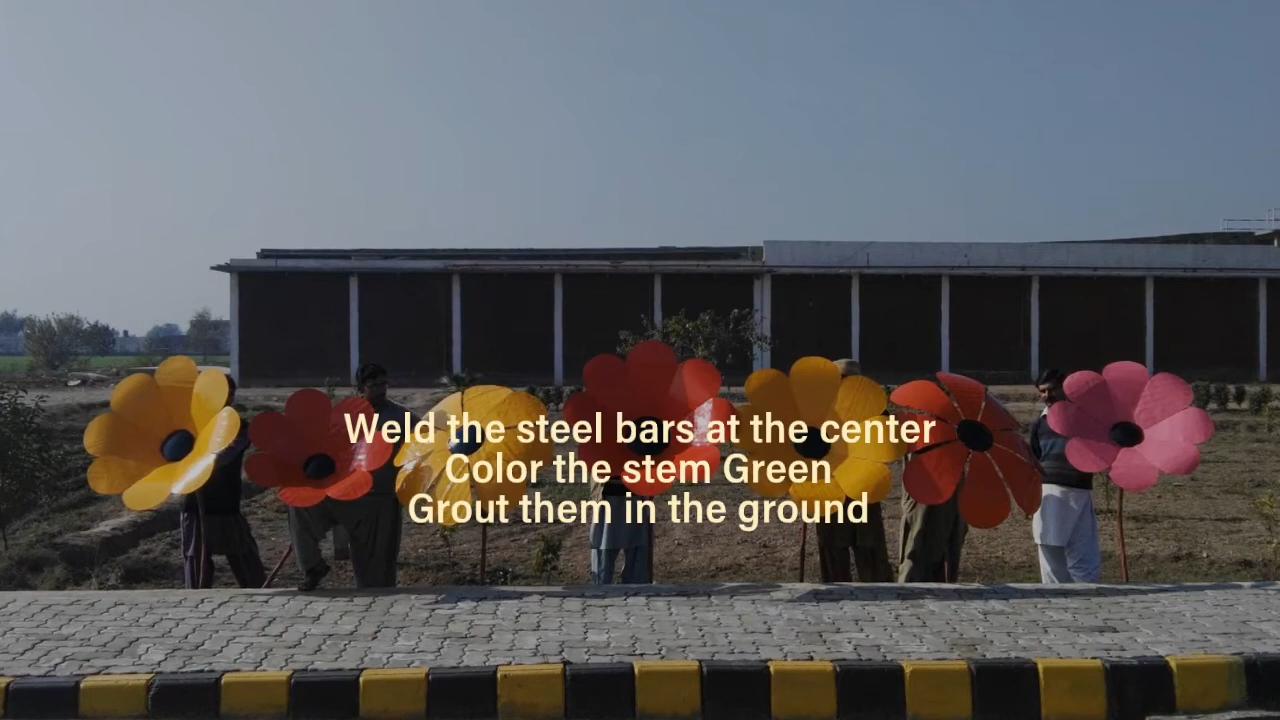 Weld the steel bars at the center
Color the stem Green
Grout them in the ground